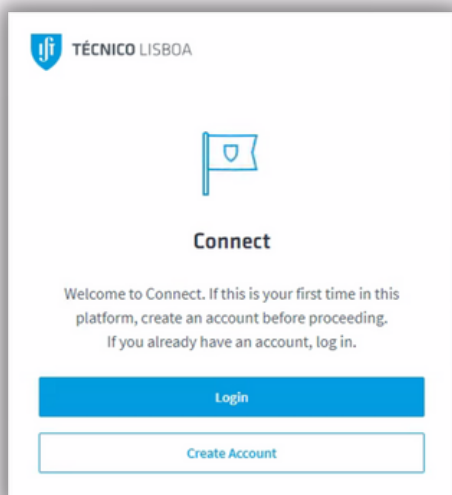 TÉCNICO LISBOA
Connect
Welcome to Connect. If this is your first time in this
platform, create an account before proceeding.
If you already have an account, log in.
Login
Create Account